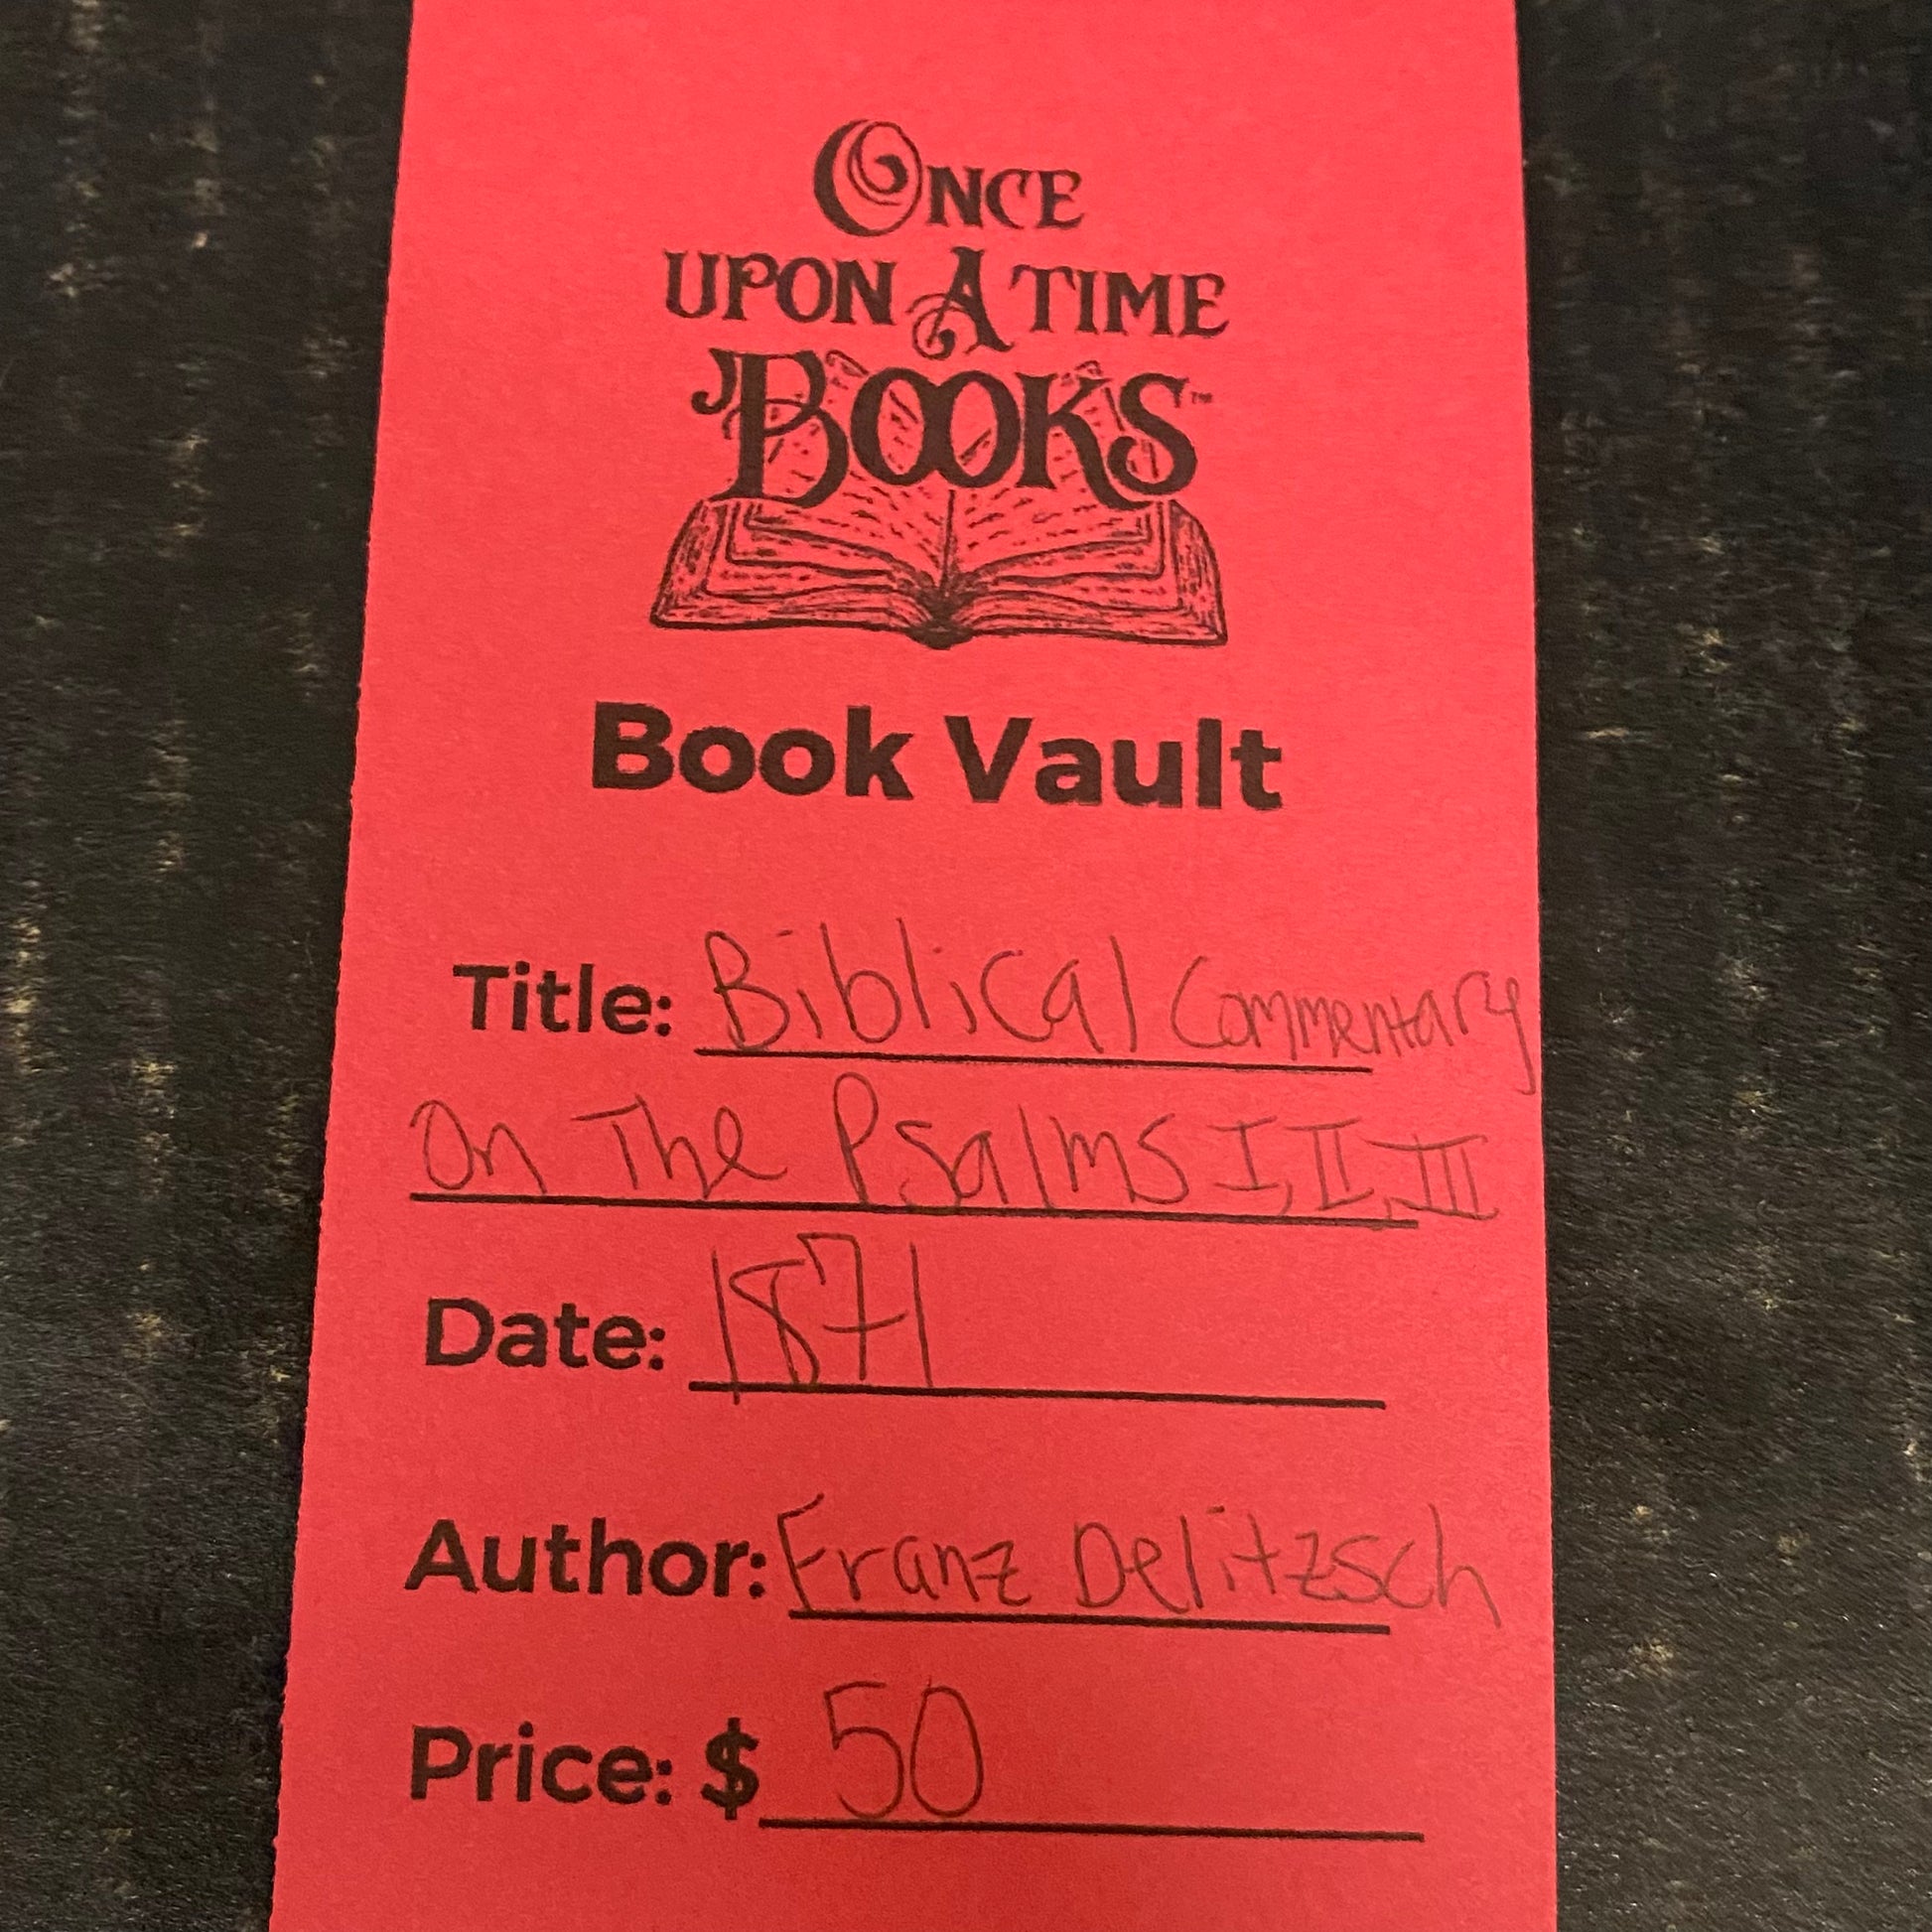 ONCE
UPON A TIME
BOOKS™
Book Vault
Title: Biblical Commentary
On The Psalms I, II, III
Date: 1871
Author: Franz Delitzsch
Price: $ 50